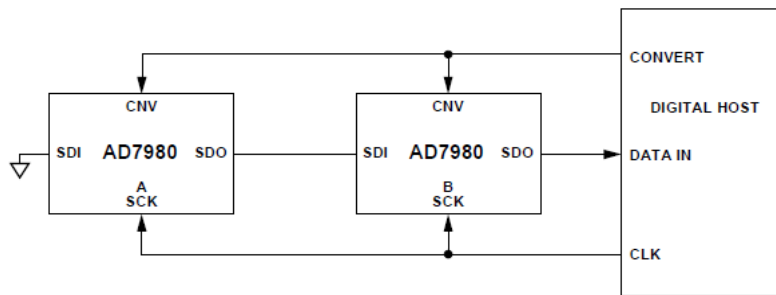 CONVERT
CNV
CNV
DIGITAL HOST
SDI AD7980 SDO
SDI AD7980 SDO
DATA IN
A
SCK
B
SCK
CLK